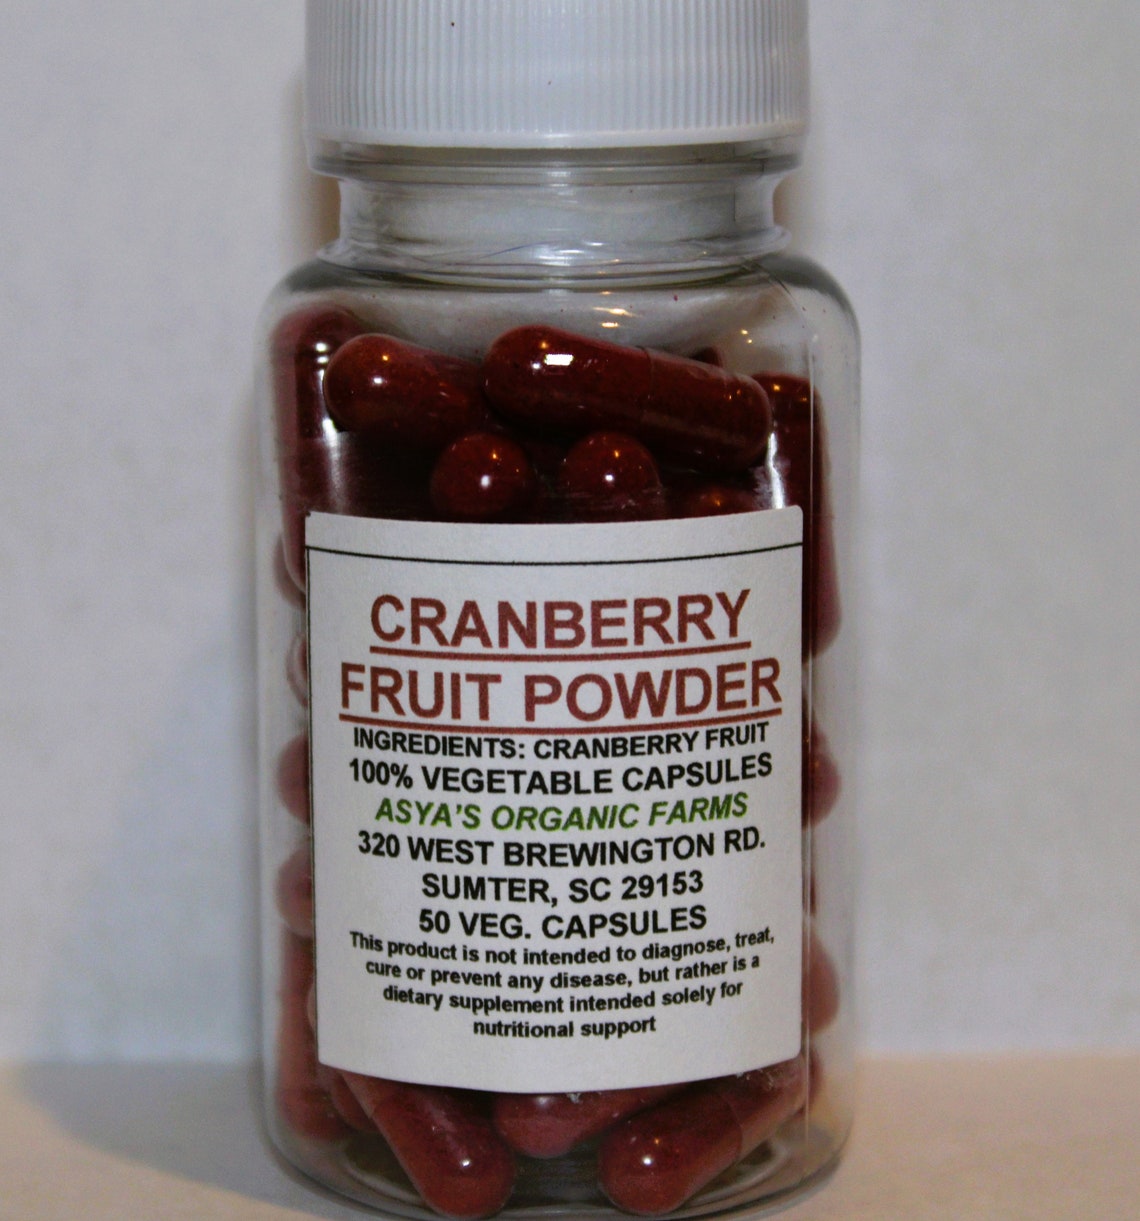 CRANBERRY
FRUIT POWDER
INGREDIENTS: CRANBERRY FRUIT
100% VEGETABLE CAPSULES
ASYA'S ORGANIC FARMS
320 WEST BREWINGTON RD.
SUMTER, SC 29153
50 VEG. CAPSULES
This product is not intended to diagnose, treat,
cure or prevent any disease, but rather is a
dietary supplement intended solely for
nutritional support